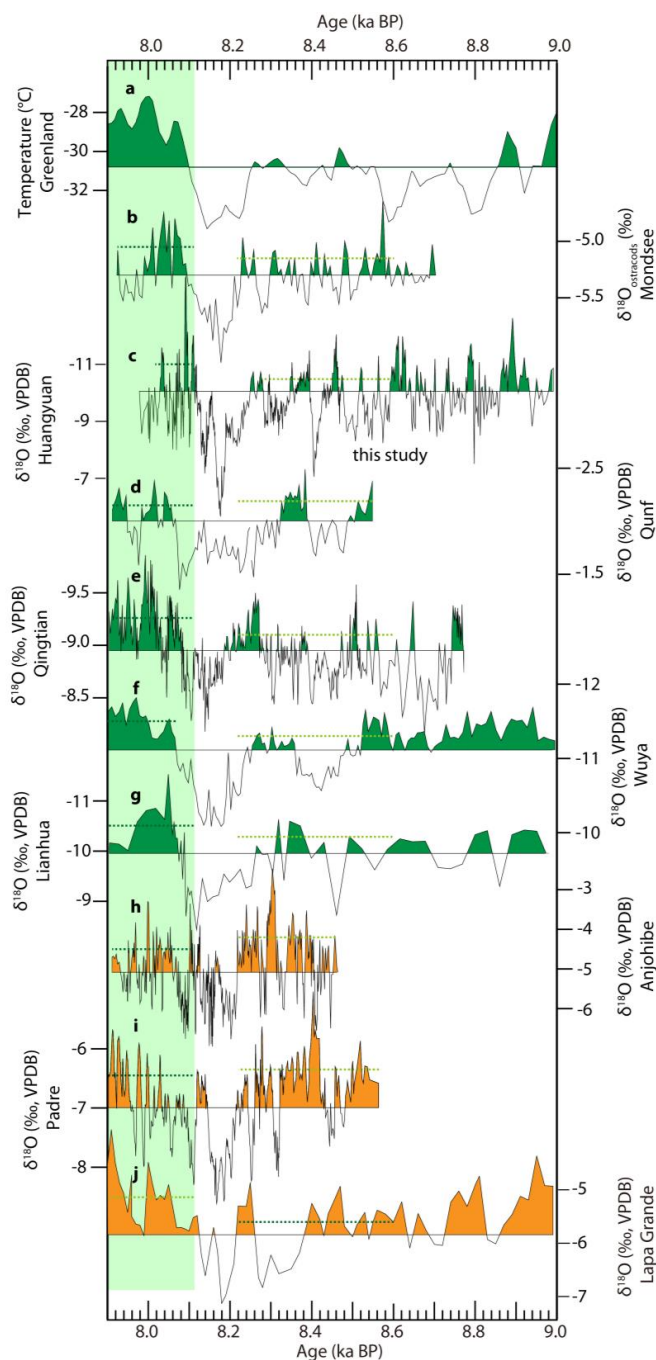 Age (ka BP)
8.0 8.2 8.4 8.6 8.8 9.0
a
Temperature (°C)
Greenland
-28
-30
-32
b
-5.0
-5.5
δ18Oostracods (‰)
Mondsee
c
δ18O (‰, VPDB)
Huangyuan
-11
-9
-7
this study
d
-2.5
-1.5
δ18O (‰, VPDB)
Qunf
e
δ18O (‰, VPDB)
Qingtian
-9.5
-9.0
-8.5
f
-12
-11
-10
δ18O (‰, VPDB)
Wuya
g
δ18O (‰, VPDB)
Lianhua
-11
-10
-9
h
-3
-4
-5
-6
δ18O (‰, VPDB)
Anjohibe
i
δ18O (‰, VPDB)
Padre
-6
-7
-8
j
-5
-6
-7
δ18O (‰, VPDB)
Lapa Grande
8.0 8.2 8.4 8.6 8.8 9.0
Age (ka BP)